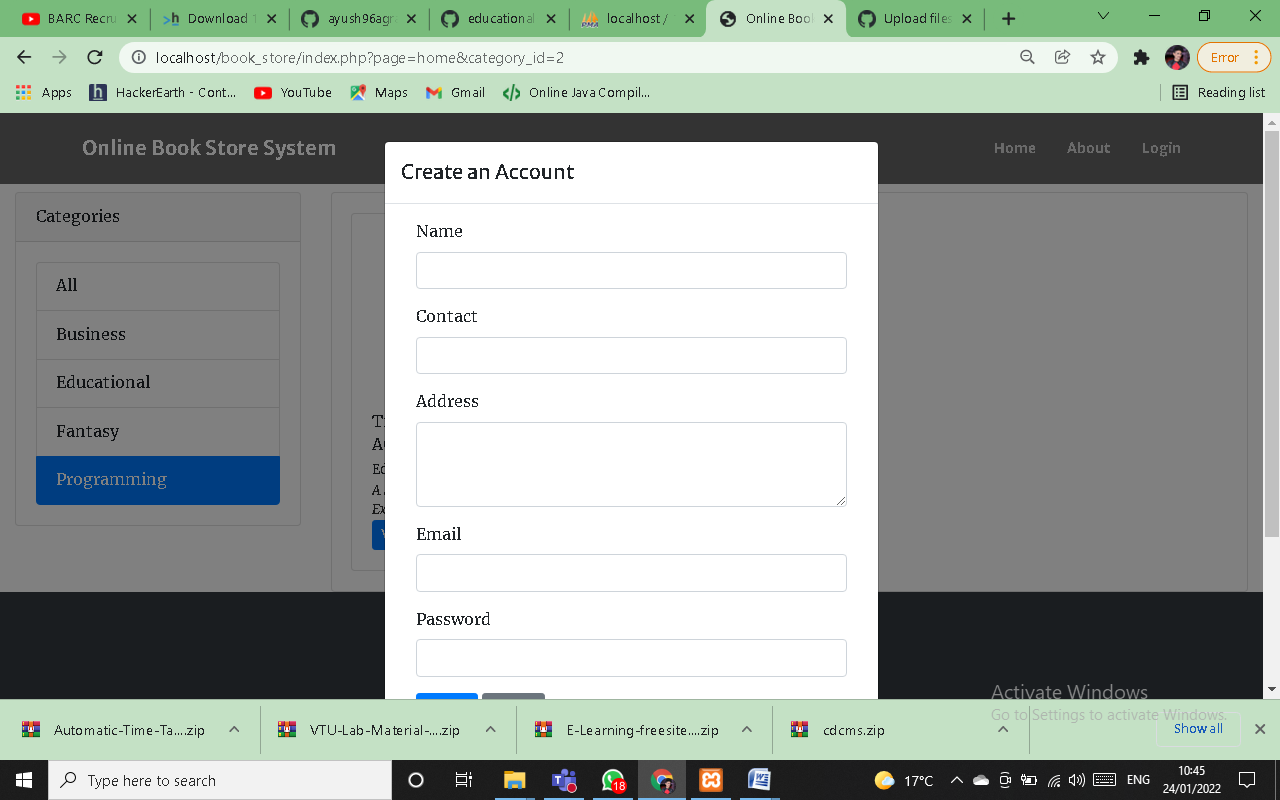 BARC Recru
Download
ayush96agra
educational
localhost /
Online Boo
Upload files
localhost/book_store/index.php?page=home&category_id=2
Error
Apps
HackerEarth - Cont...
YouTube
Maps
Gmail
Online Java Compil...
Reading list
Online Book Store System
Home
About
Login
Create an Account
Categories
All
Business
Educational
Fantasy
Programming
Name
Contact
Address
Email
Password
Activate Windows
Go to Settings to activate Windows.
Automatic-Time-Ta....zip
VTU-Lab-Material-....zip
E-Learning-freesite....zip
cdcms.zip
Show all
Type here to search
18
17°C
ENG
10:45
24/01/2022